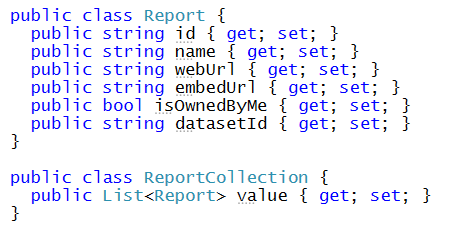 public class Report {
  public string id { get; set; }
  public string name { get; set; }
  public string webUrl { get; set; }
  public string embedUrl { get; set; }
  public bool isOwnedByMe { get; set; }
  public string datasetId { get; set; }
}

public class ReportCollection {
  public List<Report> value { get; set; }
}